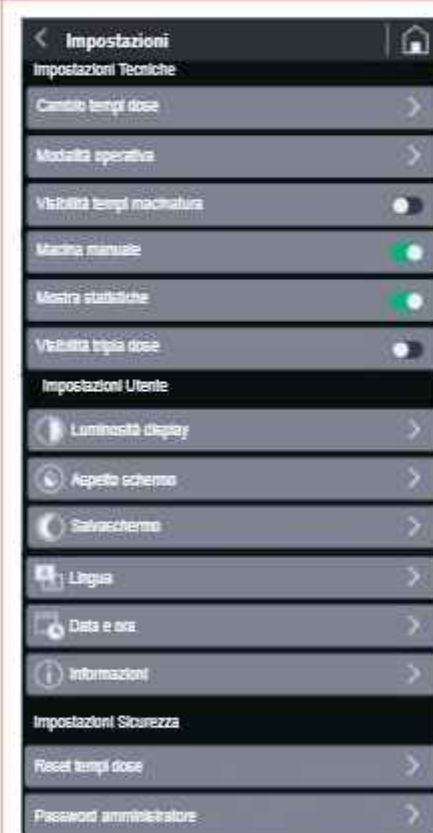 Impostazioni
Impostazioni Tecniche
Cambio tempi dose
Modalità operativa
Visibilità tempi macinatura
Macina manuale
Mostra statistiche
Visibilità tripla dose
Impostazioni Utente
Luminosità display
Aspetto schermo
Salvaschermo
Lingua
Data e ora
Informazioni
Impostazioni Sicurezza
Reset tempi dose
Password amministratore